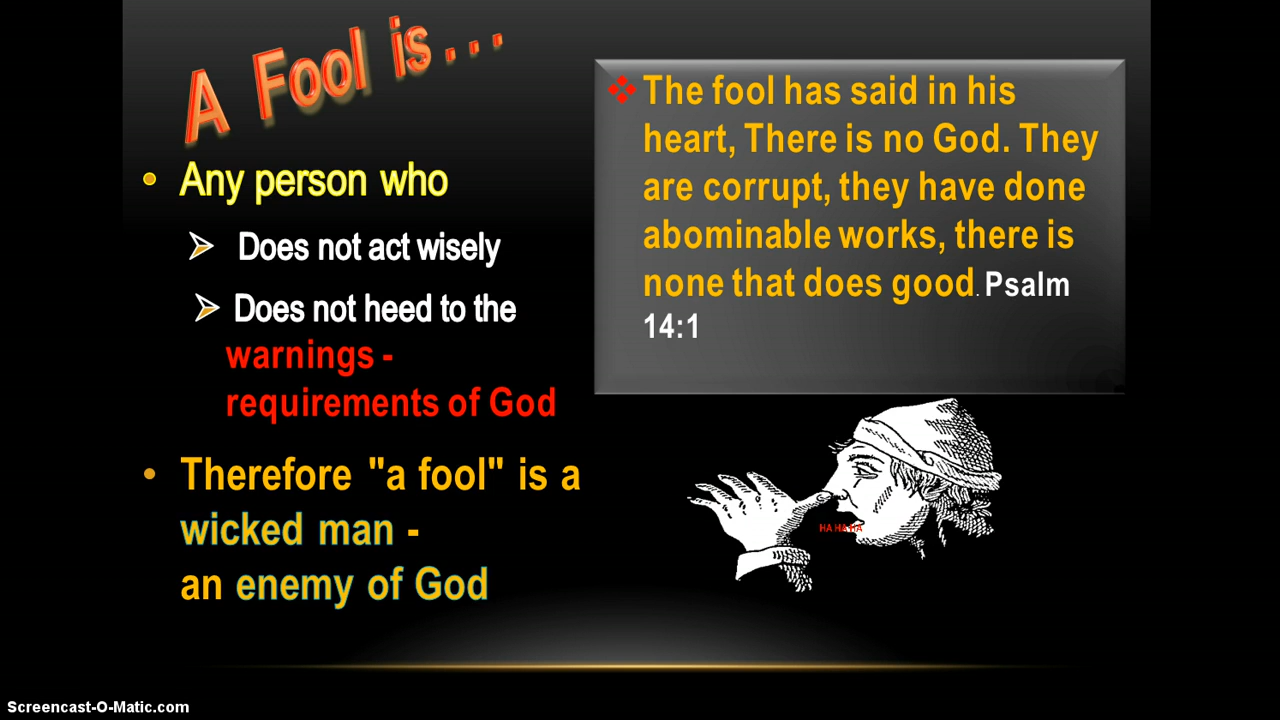 A Fool is...
Any person who
Does not act wisely
Does not heed to the
warnings -
requirements of God
Therefore "a fool" is a
wicked man -
an enemy of God
The fool has said in his
heart, There is no God. They
are corrupt, they have done
abominable works, there is
none that does good. Psalm
14:1
HA HA HA
Screencast-O-Matic.com